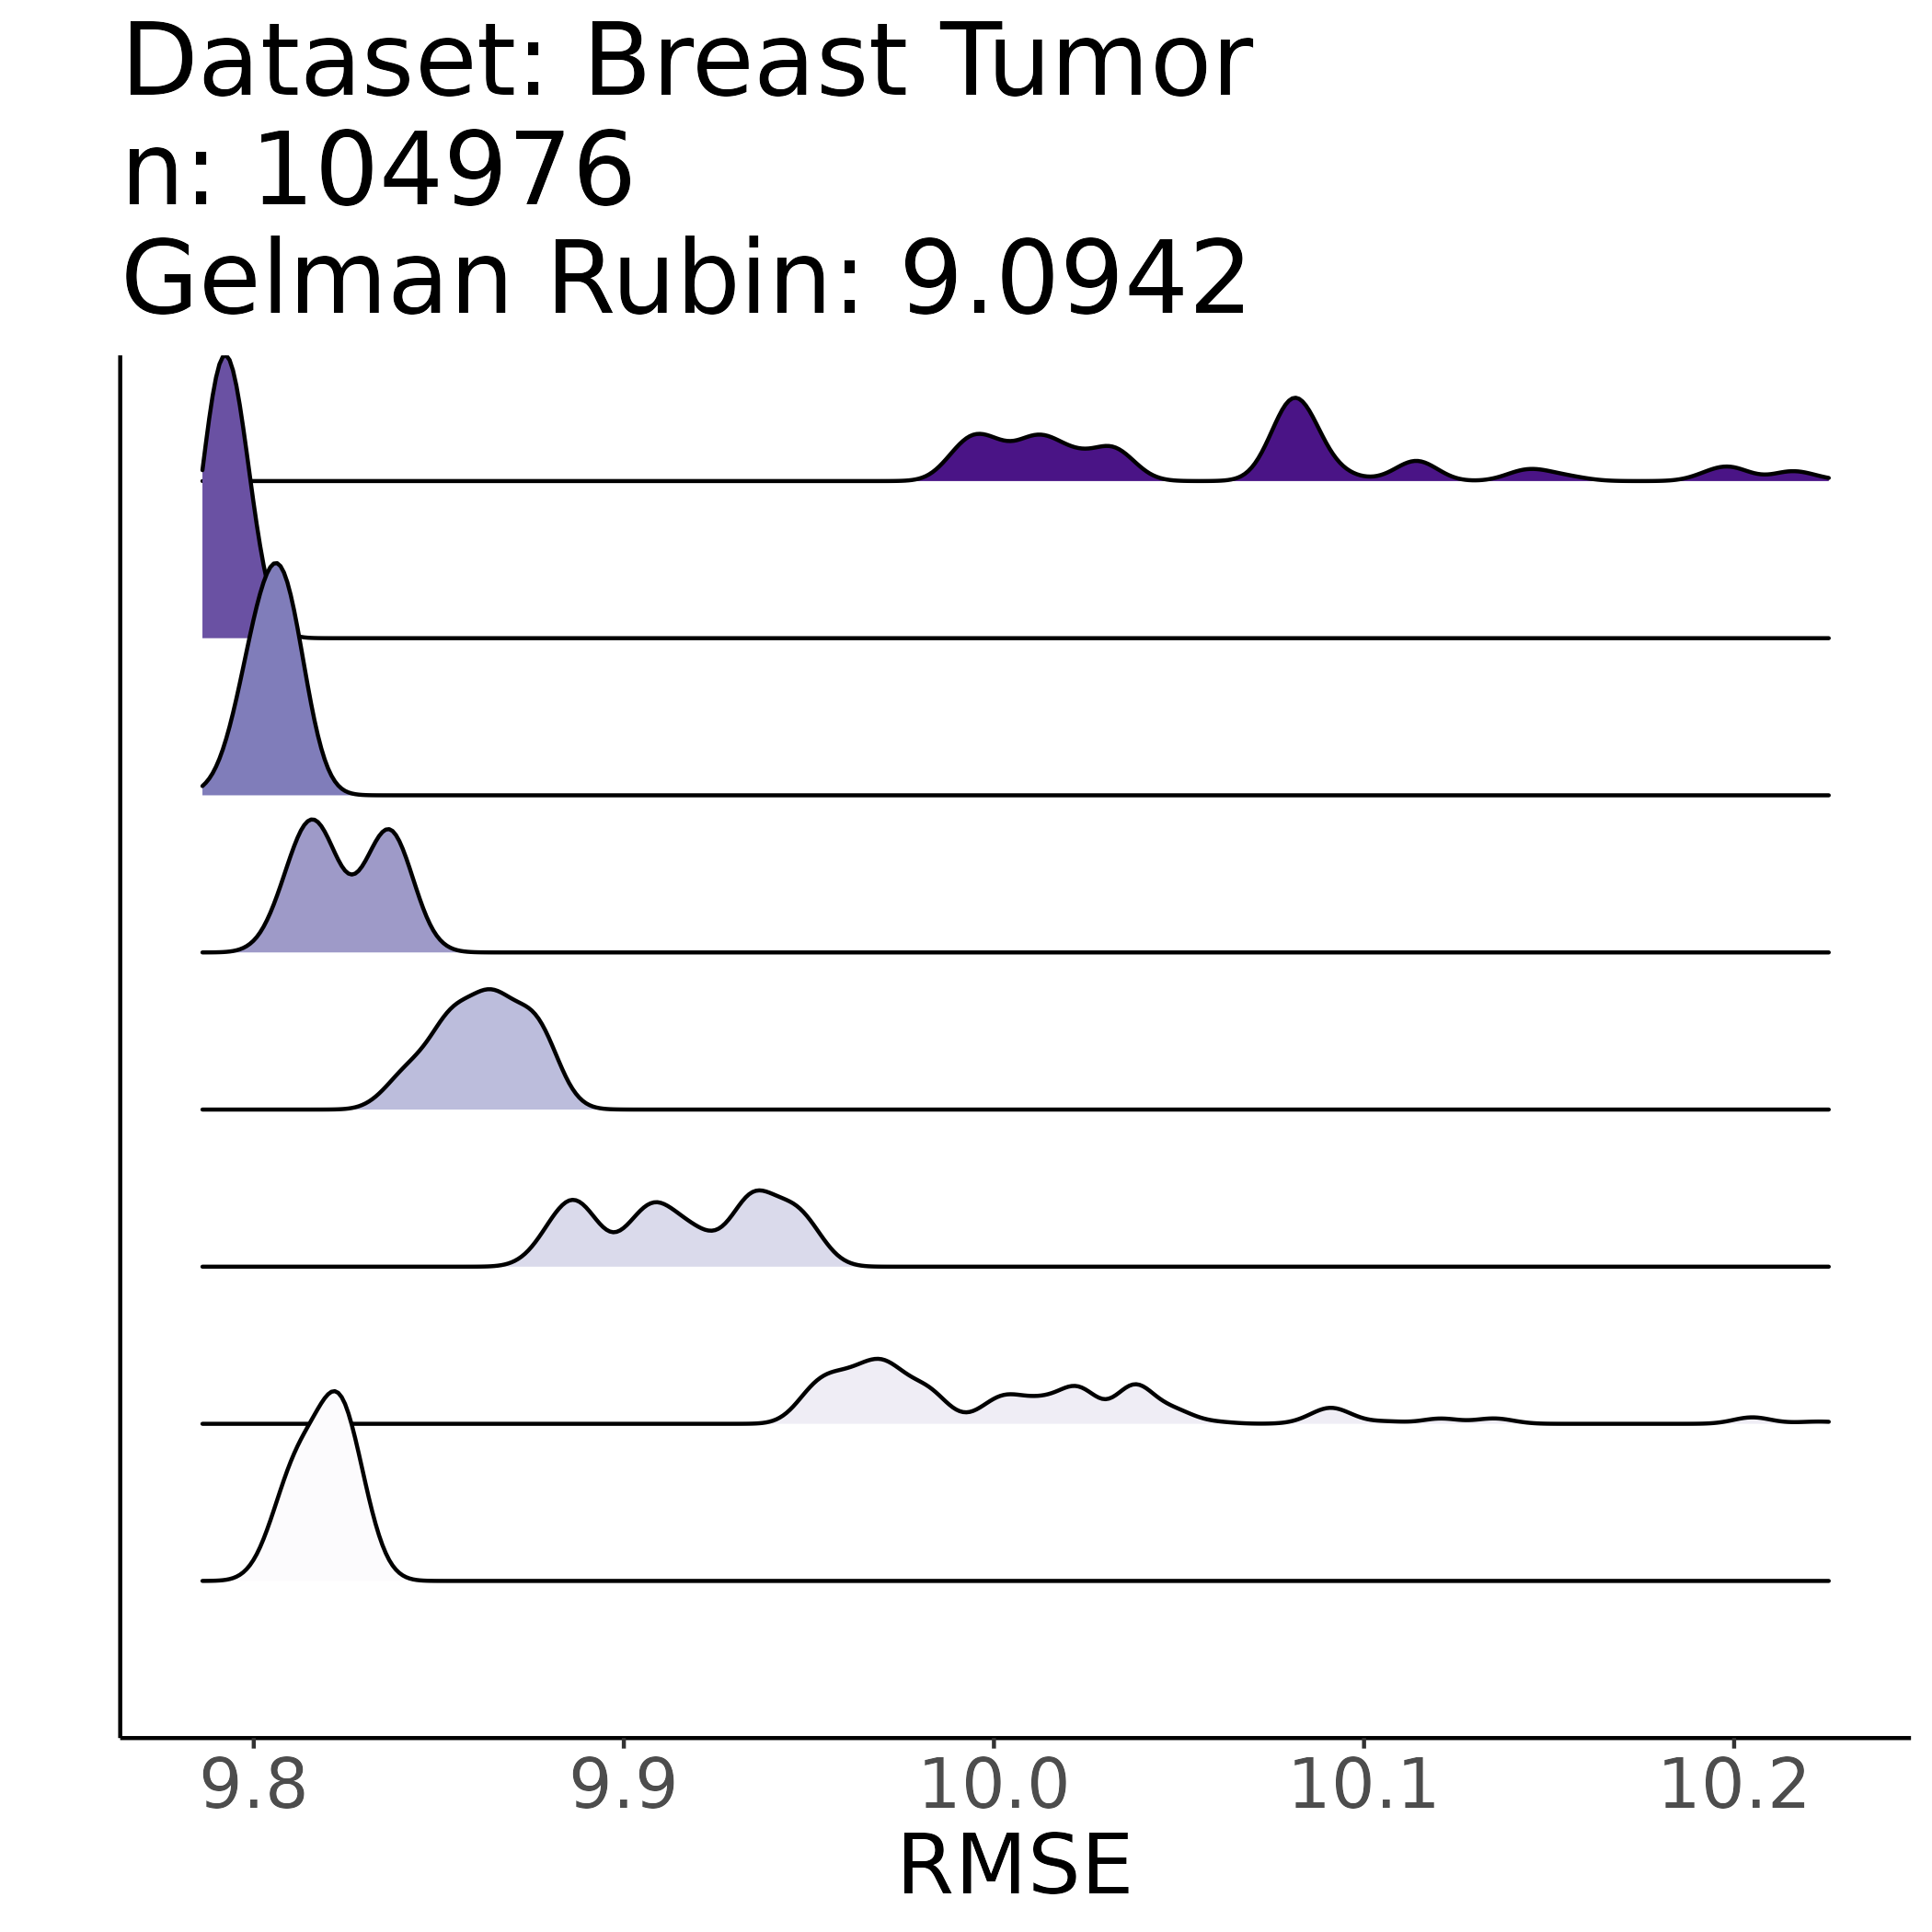 Dataset: Breast Tumor
n: 104976
Gelman Rubin: 9.0942
9.8 9.9 10.0 10.1 10.2
RMSE